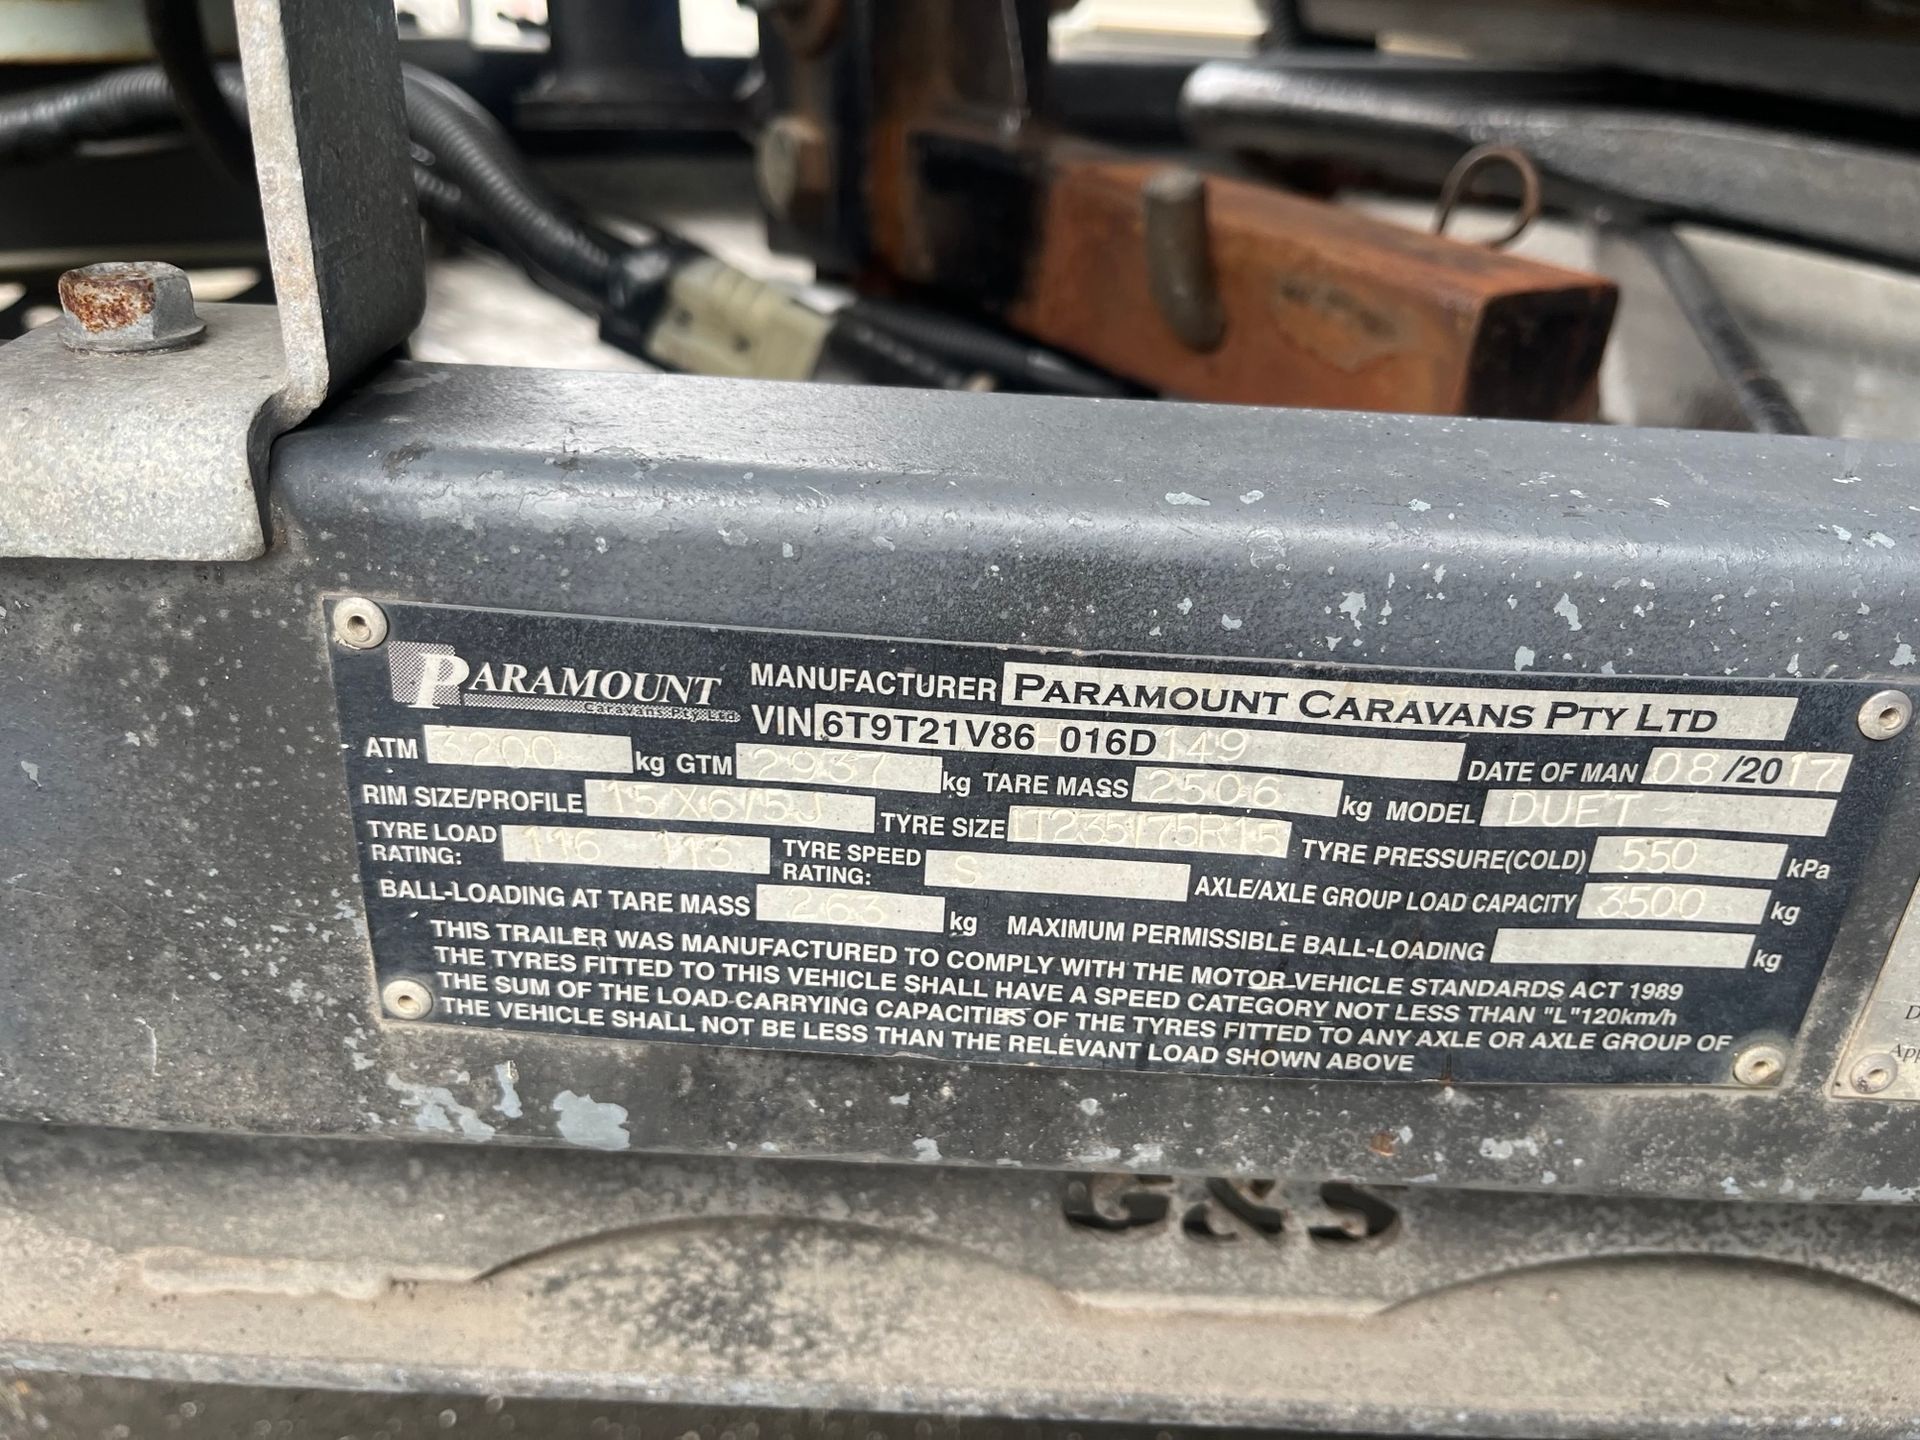 PARAMOUNT
Caravans Pty Ltd
MANUFACTURER PARAMOUNT CARAVANS PTY LTD
VIN 6T9T21V86H016D149
ATM 3200 kg GTM 2937 kg TARE MASS 2506 kg DATE OF MAN 08/2017
RIM SIZE/PROFILE 15X6/5J TYRE SIZE LT235/75R15 MODEL DUET
TYRE LOAD RATING: 116 - 113 TYRE SPEED RATING: S TYRE PRESSURE(COLD) 550 kPa
BALL-LOADING AT TARE MASS 263 kg AXLE/AXLE GROUP LOAD CAPACITY 3500 kg
MAXIMUM PERMISSIBLE BALL-LOADING kg
THIS TRAILER WAS MANUFACTURED TO COMPLY WITH THE MOTOR VEHICLE STANDARDS ACT 1989
THE TYRES FITTED TO THIS VEHICLE SHALL HAVE A SPEED CATEGORY NOT LESS THAN "L"120km/h
THE SUM OF THE LOAD-CARRYING CAPACITIES OF THE TYRES FITTED TO ANY AXLE OR AXLE GROUP OF
THE VEHICLE SHALL NOT BE LESS THAN THE RELEVANT LOAD SHOWN ABOVE
G&S